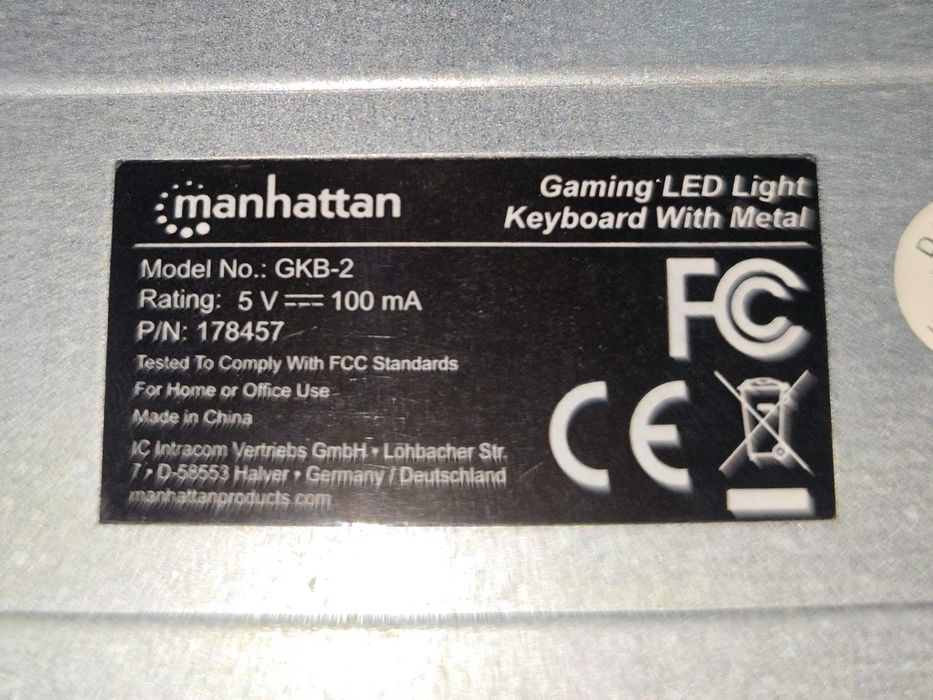 manhattan
Gaming LED Light
Keyboard With Metal
Model No.: GKB-2
Rating: 5 V ⎓ 100 mA
P/N: 178457
Tested To Comply With FCC Standards
For Home or Office Use
Made in China
IC Intracom Vertriebs GmbH • Löhbacher Str.
7 • D-58553 Halver • Germany / Deutschland
manhattanproducts.com
FC
CE